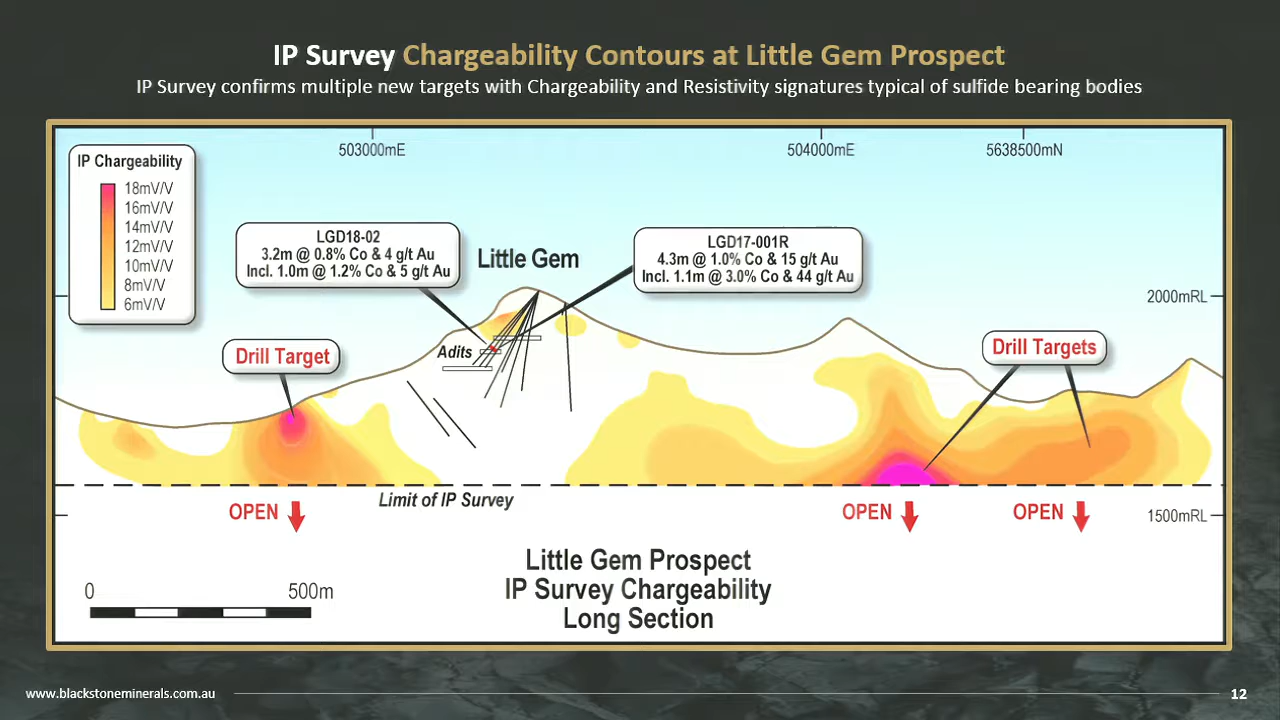 IP Survey Chargeability Contours at Little Gem Prospect
IP Survey confirms multiple new targets with Chargeability and Resistivity signatures typical of sulfide bearing bodies
503000mE
504000mE
5638500mN
IP Chargeability
18mV/V
16mV/V
14mV/V
12mV/V
10mV/V
8mV/V
6mV/V
LGD18-02
3.2m @ 0.8% Co & 4 g/t Au
Incl. 1.0m @ 1.2% Co & 5 g/t Au
Little Gem
LGD17-001R
4.3m @ 1.0% Co & 15 g/t Au
Incl. 1.1m @ 3.0% Co & 44 g/t Au
2000mRL
Drill Target
Adits
Drill Targets
Limit of IP Survey
OPEN
OPEN
OPEN
1500mRL
Little Gem Prospect
IP Survey Chargeability
Long Section
0
500m
www.blackstoneminerals.com.au
12